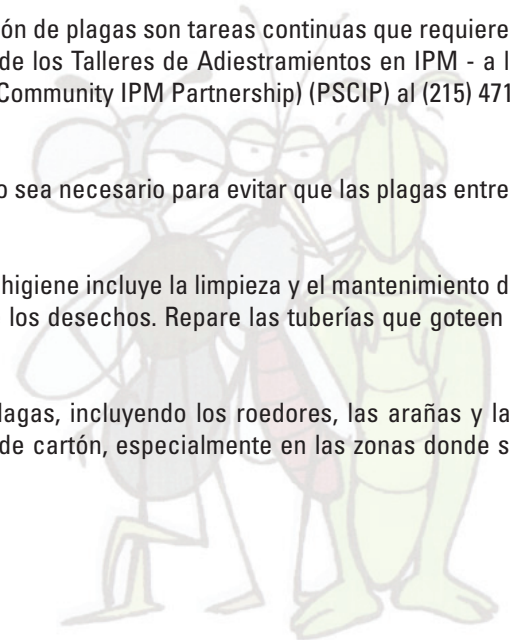 ón de plagas son tareas continuas que requiere
de los Talleres de Adiestramientos en IPM - a l
Community IPM Partnership) (PSCIP) al (215) 471
o sea necesario para evitar que las plagas entre
higiene incluye la limpieza y el mantenimiento d
los desechos. Repare las tuberías que goteen
lagas, incluyendo los roedores, las arañas y la
de cartón, especialmente en las zonas donde s